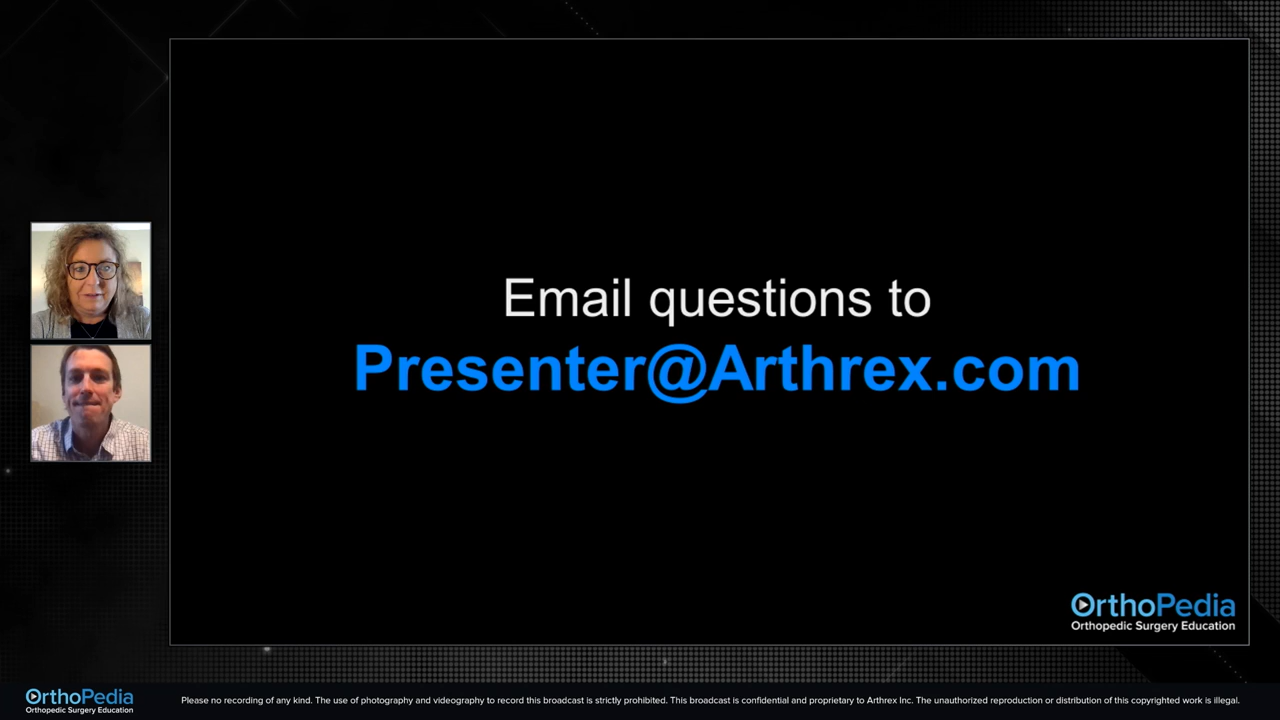 Email questions to
Presenter@Arthrex.com
OrthoPedia
Orthopedic Surgery Education
OrthoPedia
Orthopedic Surgery Education
Please no recording of any kind. The use of photography and videography to record this broadcast is strictly prohibited. This broadcast is confidential and proprietary to Arthrex Inc. The unauthorized reproduction or distribution of this copyrighted work is illegal.